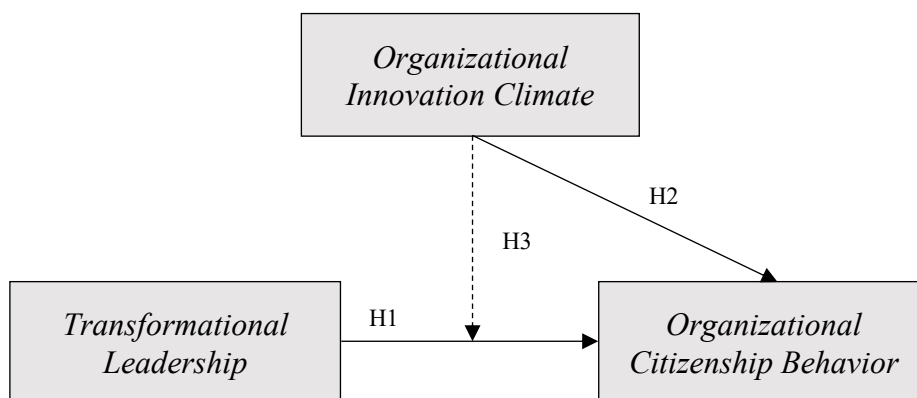 Organizational
Innovation Climate
H2
H3
H1
Transformational
Leadership
Organizational
Citizenship Behavior